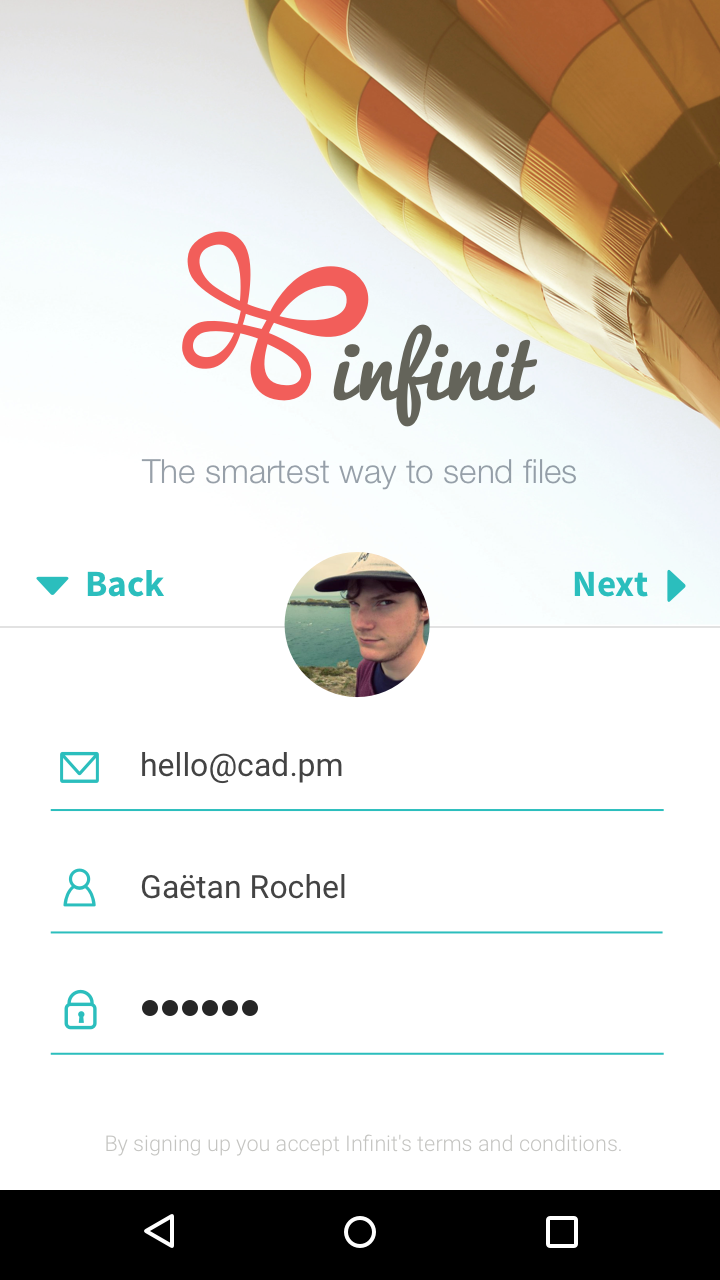 infinit
The smartest way to send files
Back
Next
hello@cad.pm
Gaëtan Rochel
●●●●●●
By signing up you accept Infinit's terms and conditions.